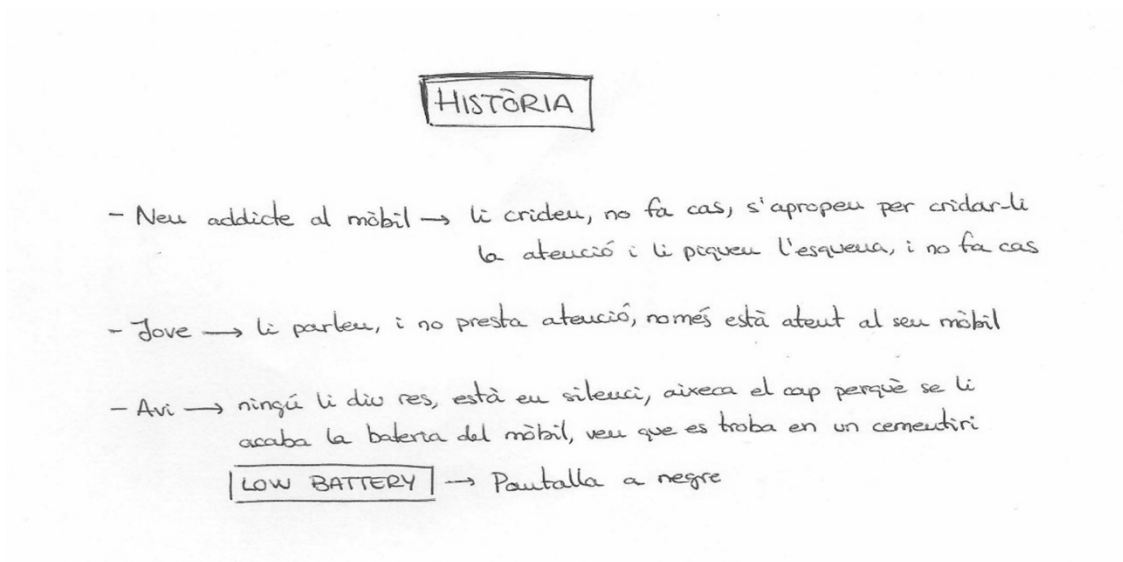 HISTÒRIA
- Neu addicte al mòbil → li criden, no fa cas, s'apropen per cridar-li
la atenció i li piquen l'esquena, i no fa cas
- Jove → li parlen, i no presta atenció, només està atent al seu mòbil
- Avi → ningú li diu res, està en silenci, aixeca el cap perquè se li
acaba la bateria del mòbil, veu que es troba en un cementiri
LOW BATTERY → Pantalla a negre